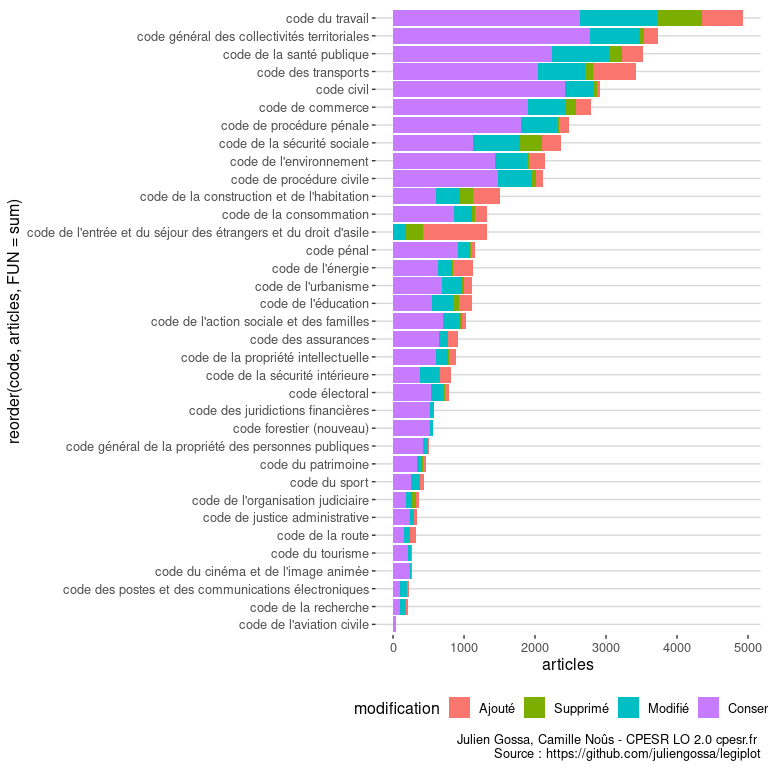 code du travail
code général des collectivités territoriales
code de la santé publique
code des transports
code civil
code de commerce
code de procédure pénale
code de la sécurité sociale
code de l'environnement
code de procédure civile
code de la construction et de l'habitation
code de la consommation
code de l'entrée et du séjour des étrangers et du droit d'asile
code pénal
code de l'énergie
code de l'urbanisme
code de l'éducation
code de l'action sociale et des familles
code des assurances
code de la propriété intellectuelle
code de la sécurité intérieure
code électoral
code des juridictions financières
code forestier (nouveau)
code général de la propriété des personnes publiques
code du patrimoine
code du sport
code de l'organisation judiciaire
code de justice administrative
code de la route
code du tourisme
code du cinéma et de l'image animée
code des postes et des communications électroniques
code de la recherche
code de l'aviation civile
reorder(code, articles, FUN = sum)
0 1000 2000 3000 4000 5000
articles
modification Ajouté Supprimé Modifié Conser
Julien Gossa, Camille Noûs - CPESR LO 2.0 cpesr.fr
Source : https://github.com/juliengossa/legiplot